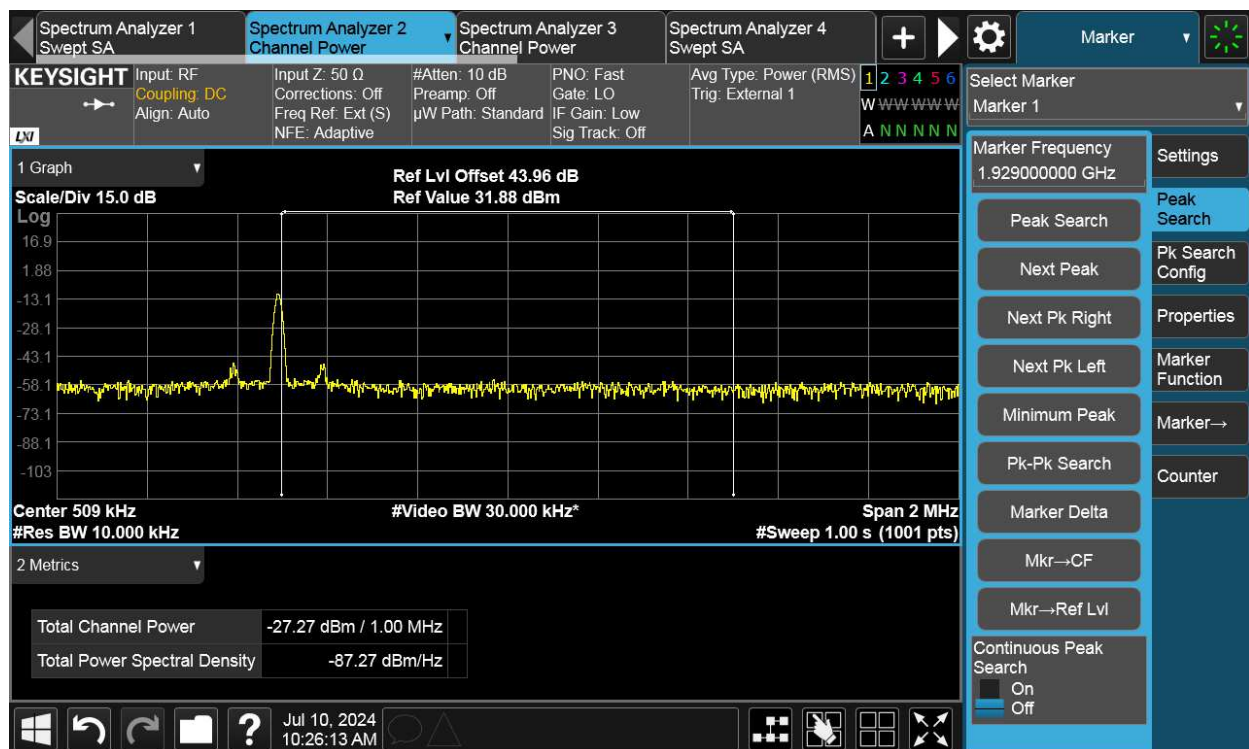 Spectrum Analyzer 1
Swept SA
Spectrum Analyzer 2
Channel Power
Spectrum Analyzer 3
Channel Power
Spectrum Analyzer 4
Swept SA
+
Marker
KEYSIGHT
LXI
Input: RF
Coupling: DC
Align: Auto
Input Z: 50 Ω
Corrections: Off
Freq Ref: Ext (S)
NFE: Adaptive
#Atten: 10 dB
Preamp: Off
µW Path: Standard
PNO: Fast
Gate: LO
IF Gain: Low
Sig Track: Off
Avg Type: Power (RMS)
Trig: External 1
1 2 3 4 5 6
W W W W W W
A N N N N N
Select Marker
Marker 1
1 Graph
Scale/Div 15.0 dB
Ref Lvl Offset 43.96 dB
Ref Value 31.88 dBm
Log
16.9
1.88
-13.1
-28.1
-43.1
-58.1
-73.1
-88.1
-103
Center 509 kHz
#Res BW 10.000 kHz
#Video BW 30.000 kHz*
Span 2 MHz
#Sweep 1.00 s (1001 pts)
2 Metrics
Total Channel Power -27.27 dBm / 1.00 MHz
Total Power Spectral Density -87.27 dBm/Hz
Marker Frequency
1.929000000 GHz
Peak Search
Next Peak
Next Pk Right
Next Pk Left
Minimum Peak
Pk-Pk Search
Marker Delta
Mkr→CF
Mkr→Ref Lvl
Continuous Peak
Search
On
Off
Settings
Peak
Search
Pk Search
Config
Properties
Marker
Function
Marker→
Counter
?
Jul 10, 2024
10:26:13 AM